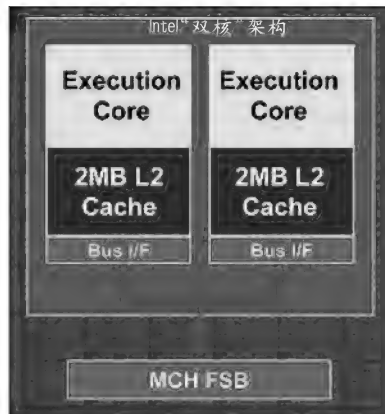 Intel“双核”架构
Execution Core
Execution Core
2MB L2 Cache
2MB L2 Cache
Bus I/F
Bus I/F
MCH FSB